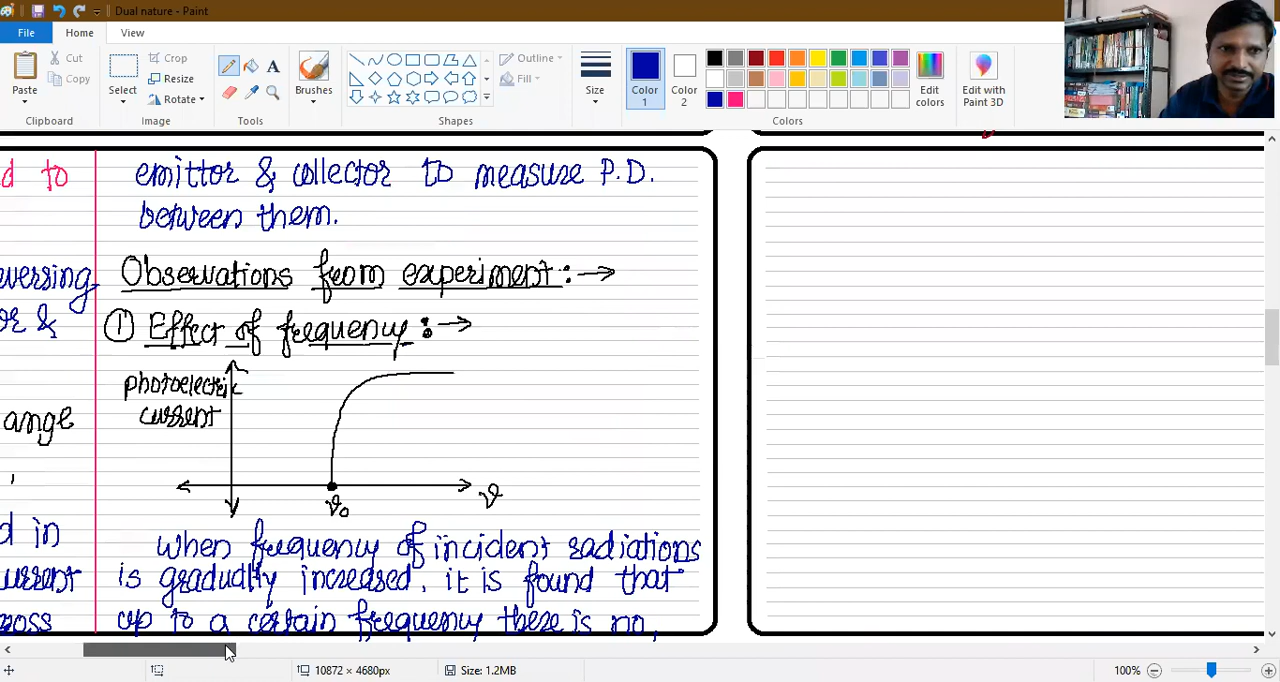 Dual nature - Paint
File
Home
View
Paste
Cut
Copy
Clipboard
Select
Crop
Resize
Rotate
Image
Tools
Brushes
Shapes
Outline
Fill
Size
Color 1
Color 2
Colors
Edit colors
Edit with Paint 3D
d to
eversing
or &
ange
,
d in
urrent
ross
emittor & collector to measure P.D.
between them.
Observations from experiment :→
① Effect of frequency :→
photoelectric
current
ν₀
ν
when frequency of incident radiations
is gradually increased, it is found that
up to a certain frequency there is no,
10872 × 4680px
Size: 1.2MB
100%